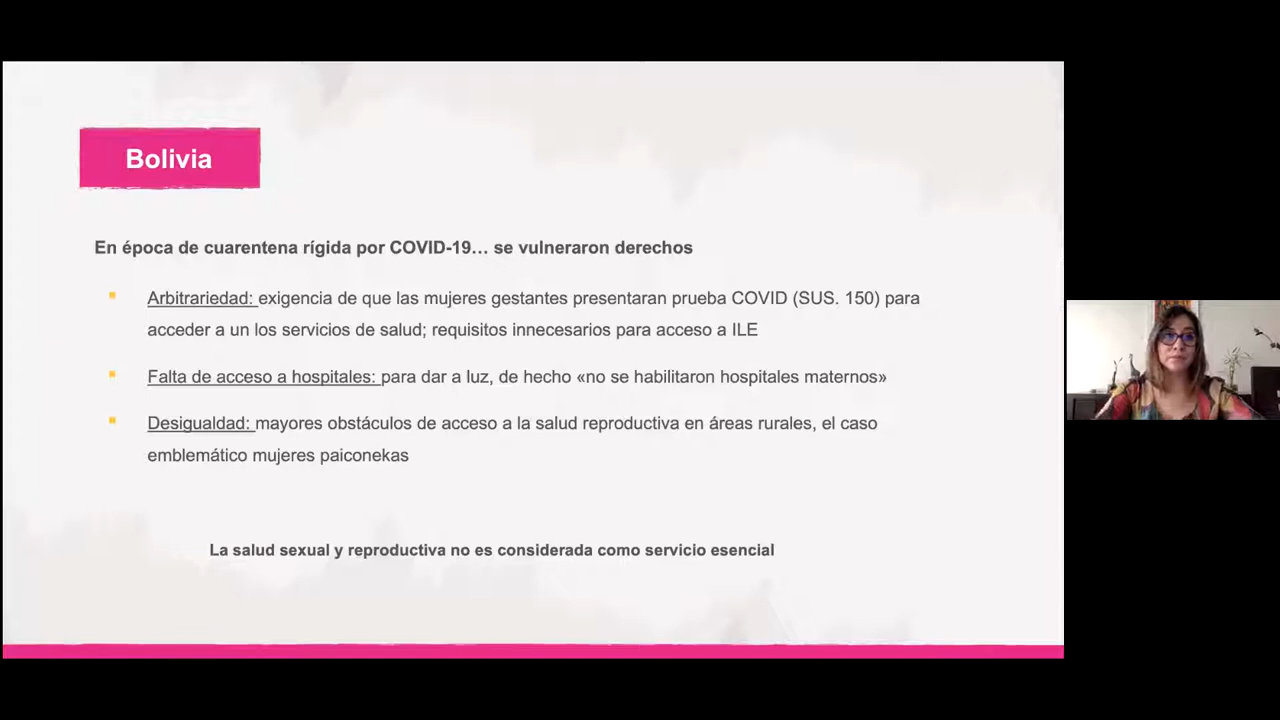 Bolivia
En época de cuarentena rígida por COVID-19… se vulneraron derechos
Arbitrariedad: exigencia de que las mujeres gestantes presentaran prueba COVID (SUS. 150) para
acceder a un los servicios de salud; requisitos innecesarios para acceso a ILE
Falta de acceso a hospitales: para dar a luz, de hecho «no se habilitaron hospitales maternos»
Desigualdad: mayores obstáculos de acceso a la salud reproductiva en áreas rurales, el caso
emblemático mujeres paiconekas
La salud sexual y reproductiva no es considerada como servicio esencial